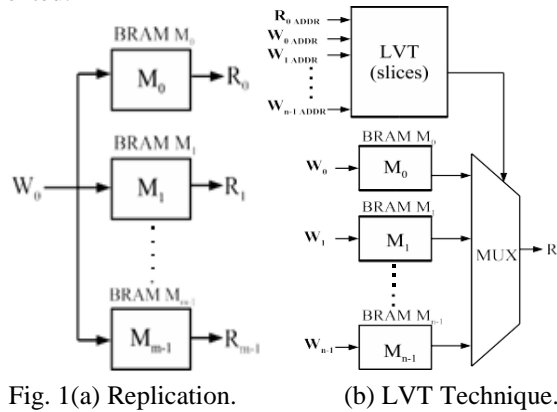 BRAM M₀
M₀
R₀
BRAM M₁
W₀
M₁
R₁
BRAM Mₘ₋₁
Mₘ₋₁
Rₘ₋₁
Fig. 1(a) Replication.
R₀ ADDR
W₀ ADDR
W₁ ADDR
Wₙ₋₁ ADDR
LVT
(slices)
BRAM M₀
W₀
M₀
BRAM M₁
W₁
M₁
BRAM Mₙ₋₁
Wₙ₋₁
Mₙ₋₁
MUX
R
(b) LVT Technique.